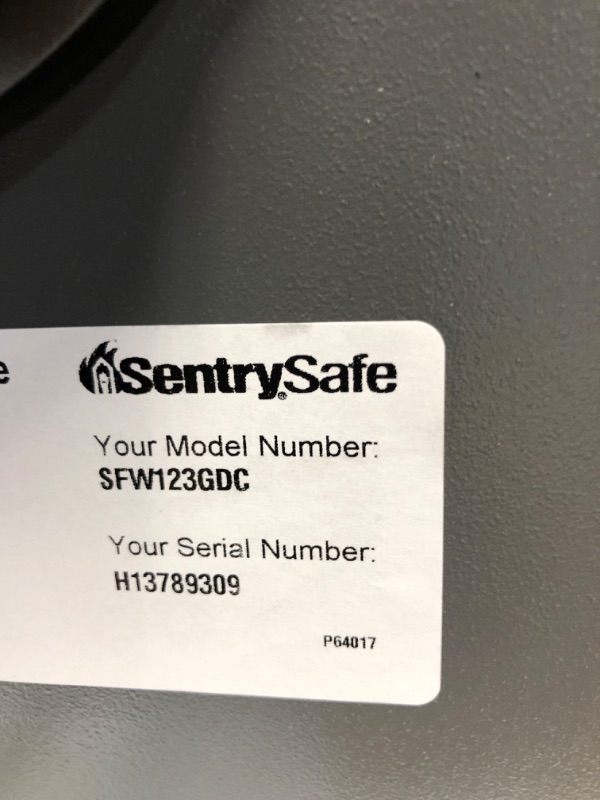 e
SentrySafe®
Your Model Number:
SFW123GDC
Your Serial Number:
H13789309
P64017